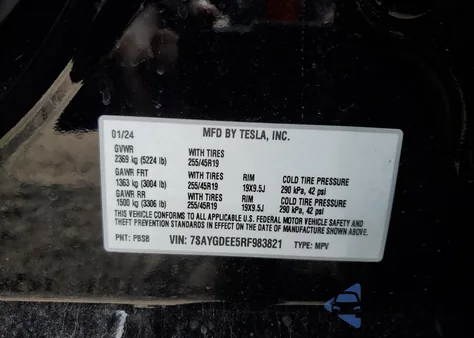 01/24 MFD BY TESLA, INC.
GVWR WITH TIRES
2369 kg (5224 lb) 255/45R19
GAWR FRT WITH TIRES RIM COLD TIRE PRESSURE
1363 kg (3004 lb) 255/45R19 19X9.5J 290 kPa, 42 psi
GAWR RR WITH TIRES RIM COLD TIRE PRESSURE
1500 kg (3306 lb) 255/45R19 19X9.5J 290 kPa, 42 psi
THIS VEHICLE CONFORMS TO ALL APPLICABLE U.S. FEDERAL MOTOR VEHICLE SAFETY AND
THEFT PREVENTION STANDARDS IN EFFECT ON THE DATE OF MANUFACTURE SHOWN ABOVE.
PNT: PBSB VIN: 7SAYGDEE5RF983821 TYPE: MPV